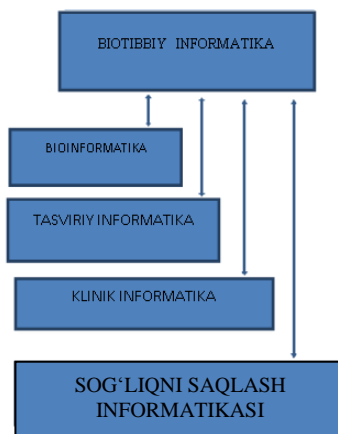 BIOTIBBIY INFORMATIKA
BIOINFORMATIKA
TASVIRIY INFORMATIKA
KLINIK INFORMATIKA
SOG‘LIQNI SAQLASH
INFORMATIKASI